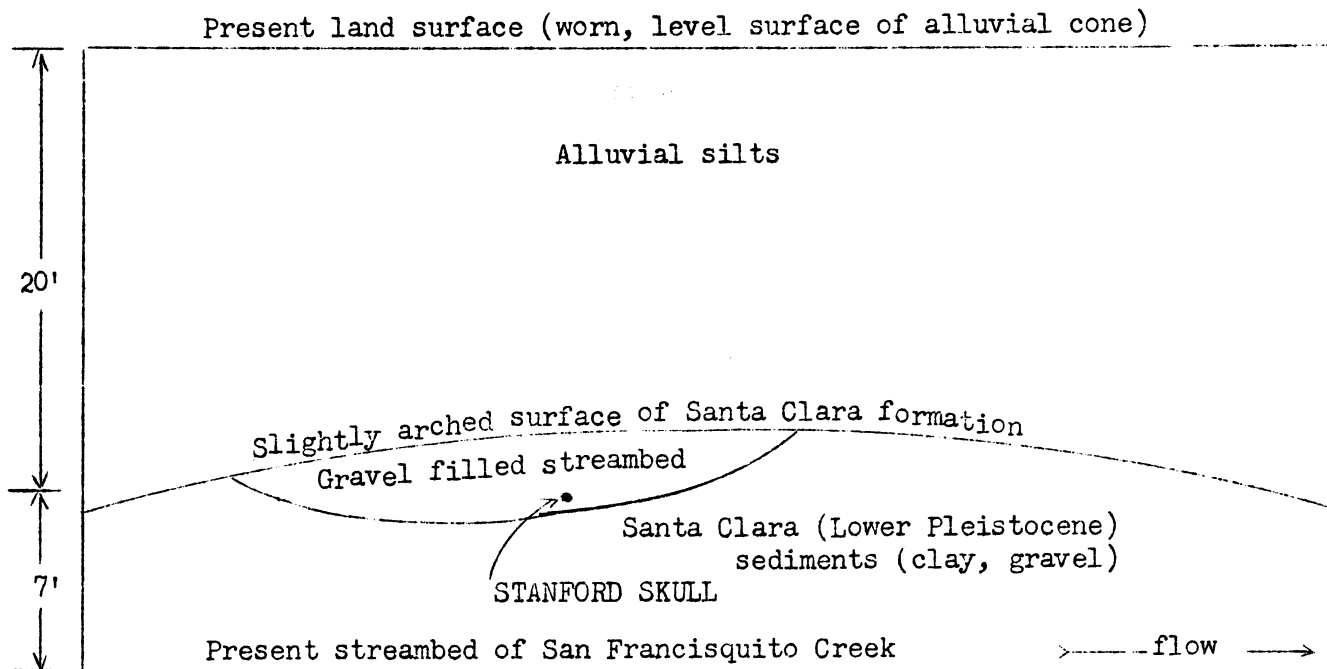 Present land surface (worn, level surface of alluvial cone)
Alluvial silts
20'
Slightly arched surface of Santa Clara formation
Gravel filled streambed
Santa Clara (Lower Pleistocene)
sediments (clay, gravel)
7'
STANFORD SKULL
Present streambed of San Francisquito Creek
flow